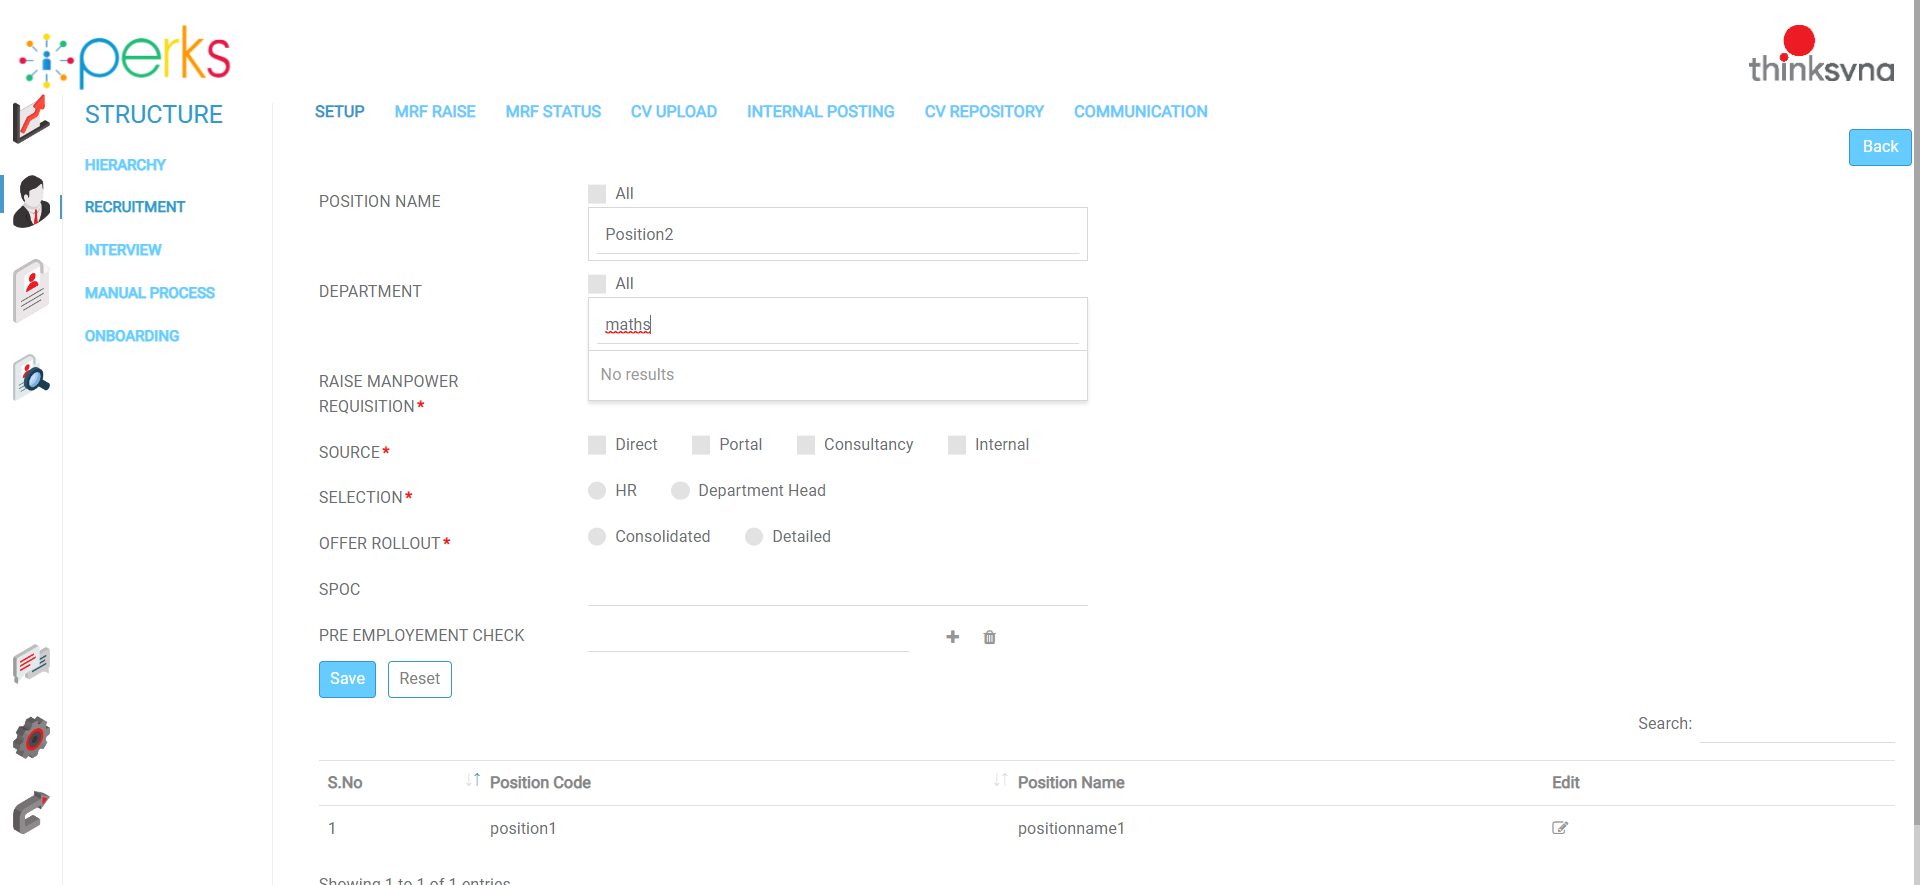 perks
thinksvna
STRUCTURE
SETUP MRF RAISE MRF STATUS CV UPLOAD INTERNAL POSTING CV REPOSITORY COMMUNICATION
Back
HIERARCHY
RECRUITMENT
INTERVIEW
MANUAL PROCESS
ONBOARDING
POSITION NAME
All
Position2
DEPARTMENT
All
maths
No results
RAISE MANPOWER
REQUISITION*
SOURCE* Direct Portal Consultancy Internal
SELECTION* HR Department Head
OFFER ROLLOUT* Consolidated Detailed
SPOC
PRE EMPLOYEMENT CHECK
Save Reset
Search:
S.No Position Code Position Name Edit
1 position1 positionname1
Showing 1 to 1 of 1 entries